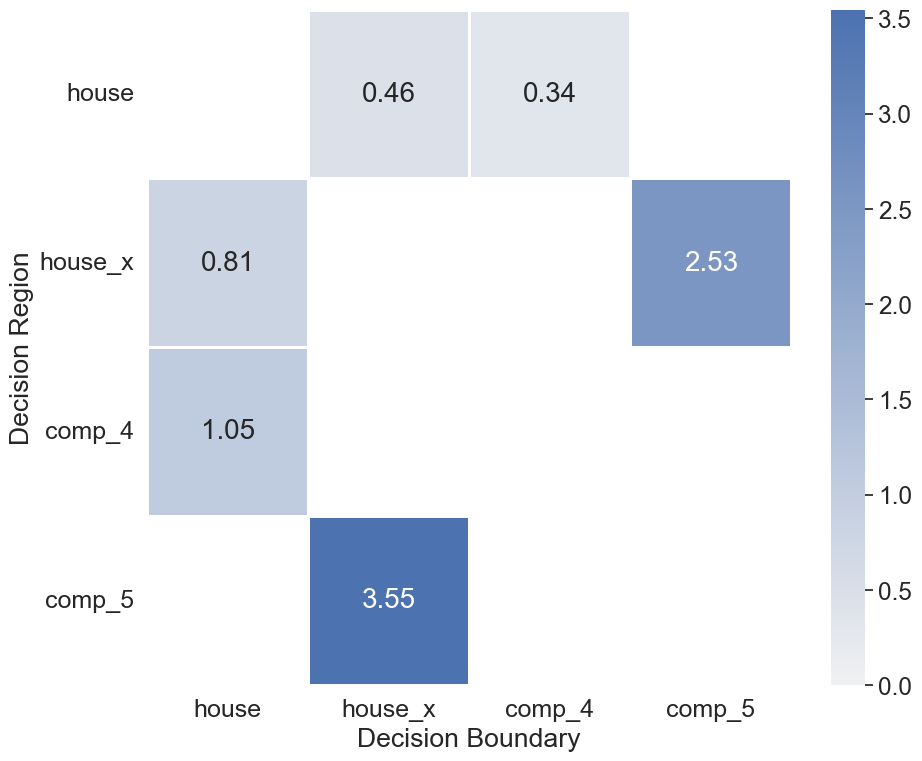 house
0.46 0.34
house_x
0.81 2.53
comp_4
1.05
comp_5
3.55
house house_x comp_4 comp_5
Decision Boundary
Decision Region
3.5
3.0
2.5
2.0
1.5
1.0
0.5
0.0